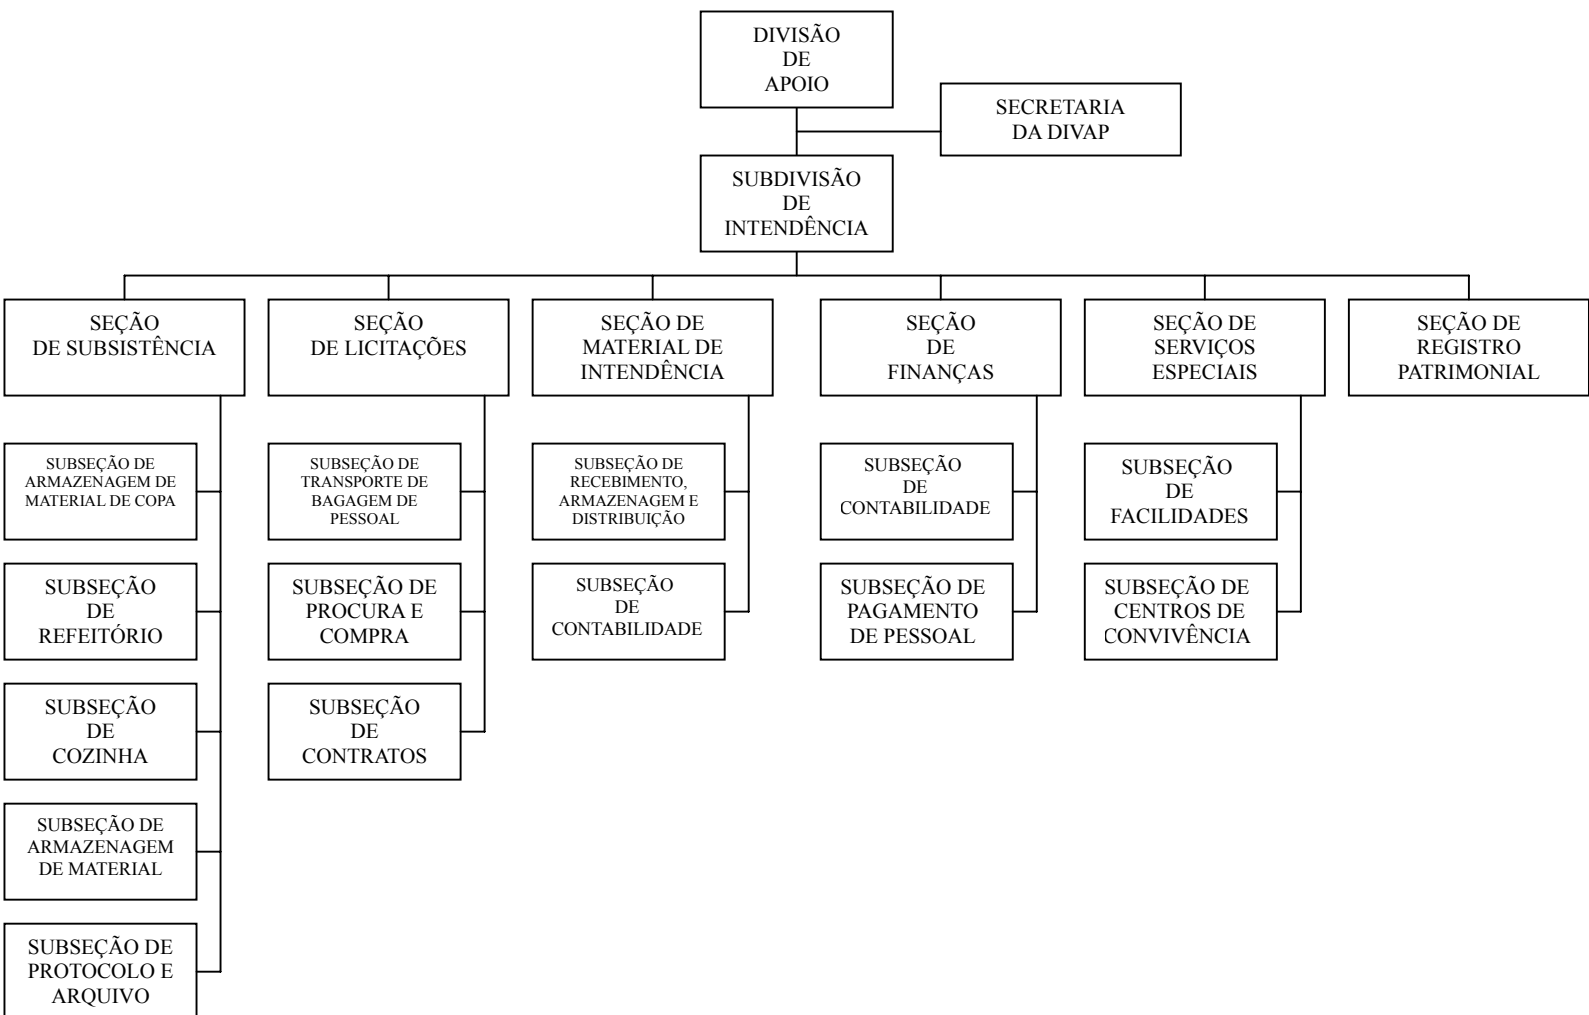 DIVISÃO
DE
APOIO
SECRETARIA
DA DIVAP
SUBDIVISÃO
DE
INTENDÊNCIA
SEÇÃO
DE SUBSISTÊNCIA
SEÇÃO
DE LICITAÇÕES
SEÇÃO DE
MATERIAL DE
INTENDÊNCIA
SEÇÃO
DE
FINANÇAS
SEÇÃO DE
SERVIÇOS
ESPECIAIS
SEÇÃO DE
REGISTRO
PATRIMONIAL
SUBSEÇÃO DE
ARMAZENAGEM DE
MATERIAL DE COPA
SUBSEÇÃO DE
TRANSPORTE DE
BAGAGEM DE
PESSOAL
SUBSEÇÃO DE
RECEBIMENTO,
ARMAZENAGEM E
DISTRIBUIÇÃO
SUBSEÇÃO
DE
CONTABILIDADE
SUBSEÇÃO
DE
FACILIDADES
SUBSEÇÃO
DE
REFEITÓRIO
SUBSEÇÃO DE
PROCURA E
COMPRA
SUBSEÇÃO
DE
CONTABILIDADE
SUBSEÇÃO DE
PAGAMENTO
DE PESSOAL
SUBSEÇÃO DE
CENTROS DE
CONVIVÊNCIA
SUBSEÇÃO
DE
COZINHA
SUBSEÇÃO
DE
CONTRATOS
SUBSEÇÃO DE
ARMAZENAGEM
DE MATERIAL
SUBSEÇÃO DE
PROTOCOLO E
ARQUIVO